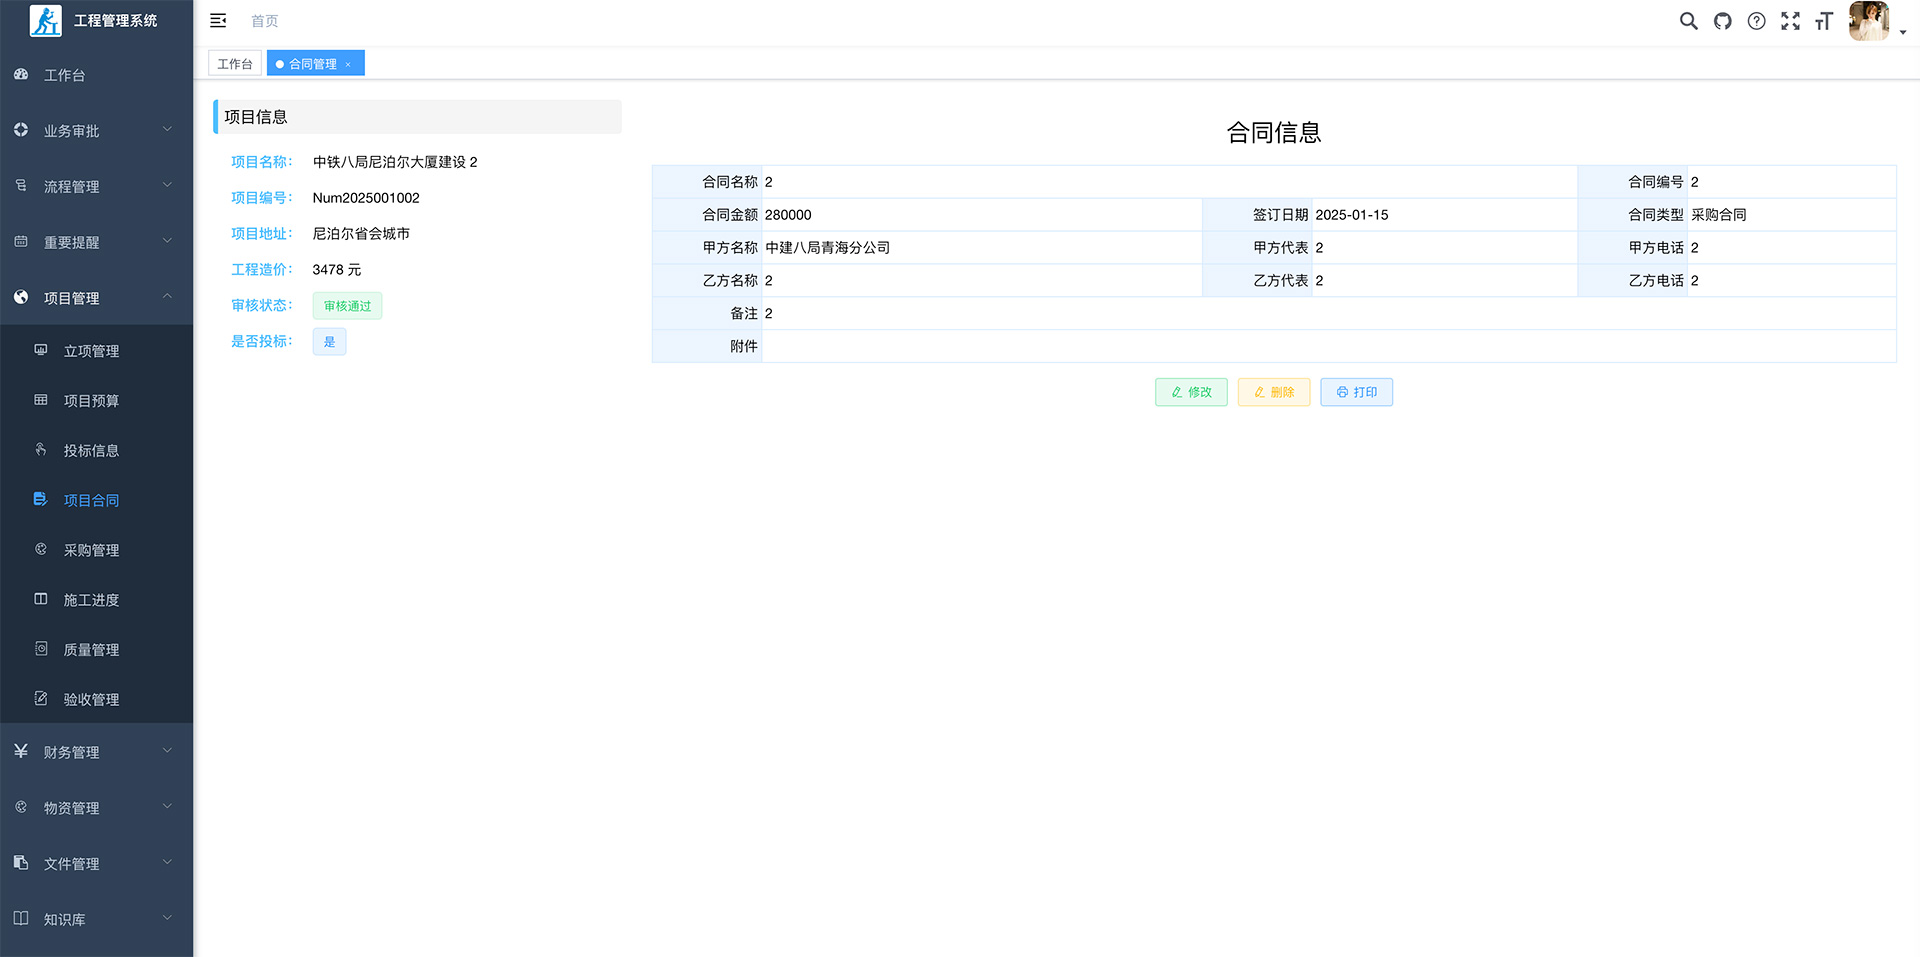 工程管理系统
首页
工作台
业务审批
流程管理
重要提醒
项目管理
立项管理
项目预算
投标信息
项目合同
采购管理
施工进度
质量管理
验收管理
财务管理
物资管理
文件管理
知识库
工作台
合同管理 ×
项目信息
项目名称： 中铁八局尼泊尔大厦建设 2
项目编号： Num2025001002
项目地址： 尼泊尔省会城市
工程造价： 3478 元
审核状态： 审核通过
是否投标： 是
合同信息
合同名称 2 合同编号 2
合同金额 280000 签订日期 2025-01-15 合同类型 采购合同
甲方名称 中建八局青海分公司 甲方代表 2 甲方电话 2
乙方名称 2 乙方代表 2 乙方电话 2
备注 2
附件
修改 删除 打印